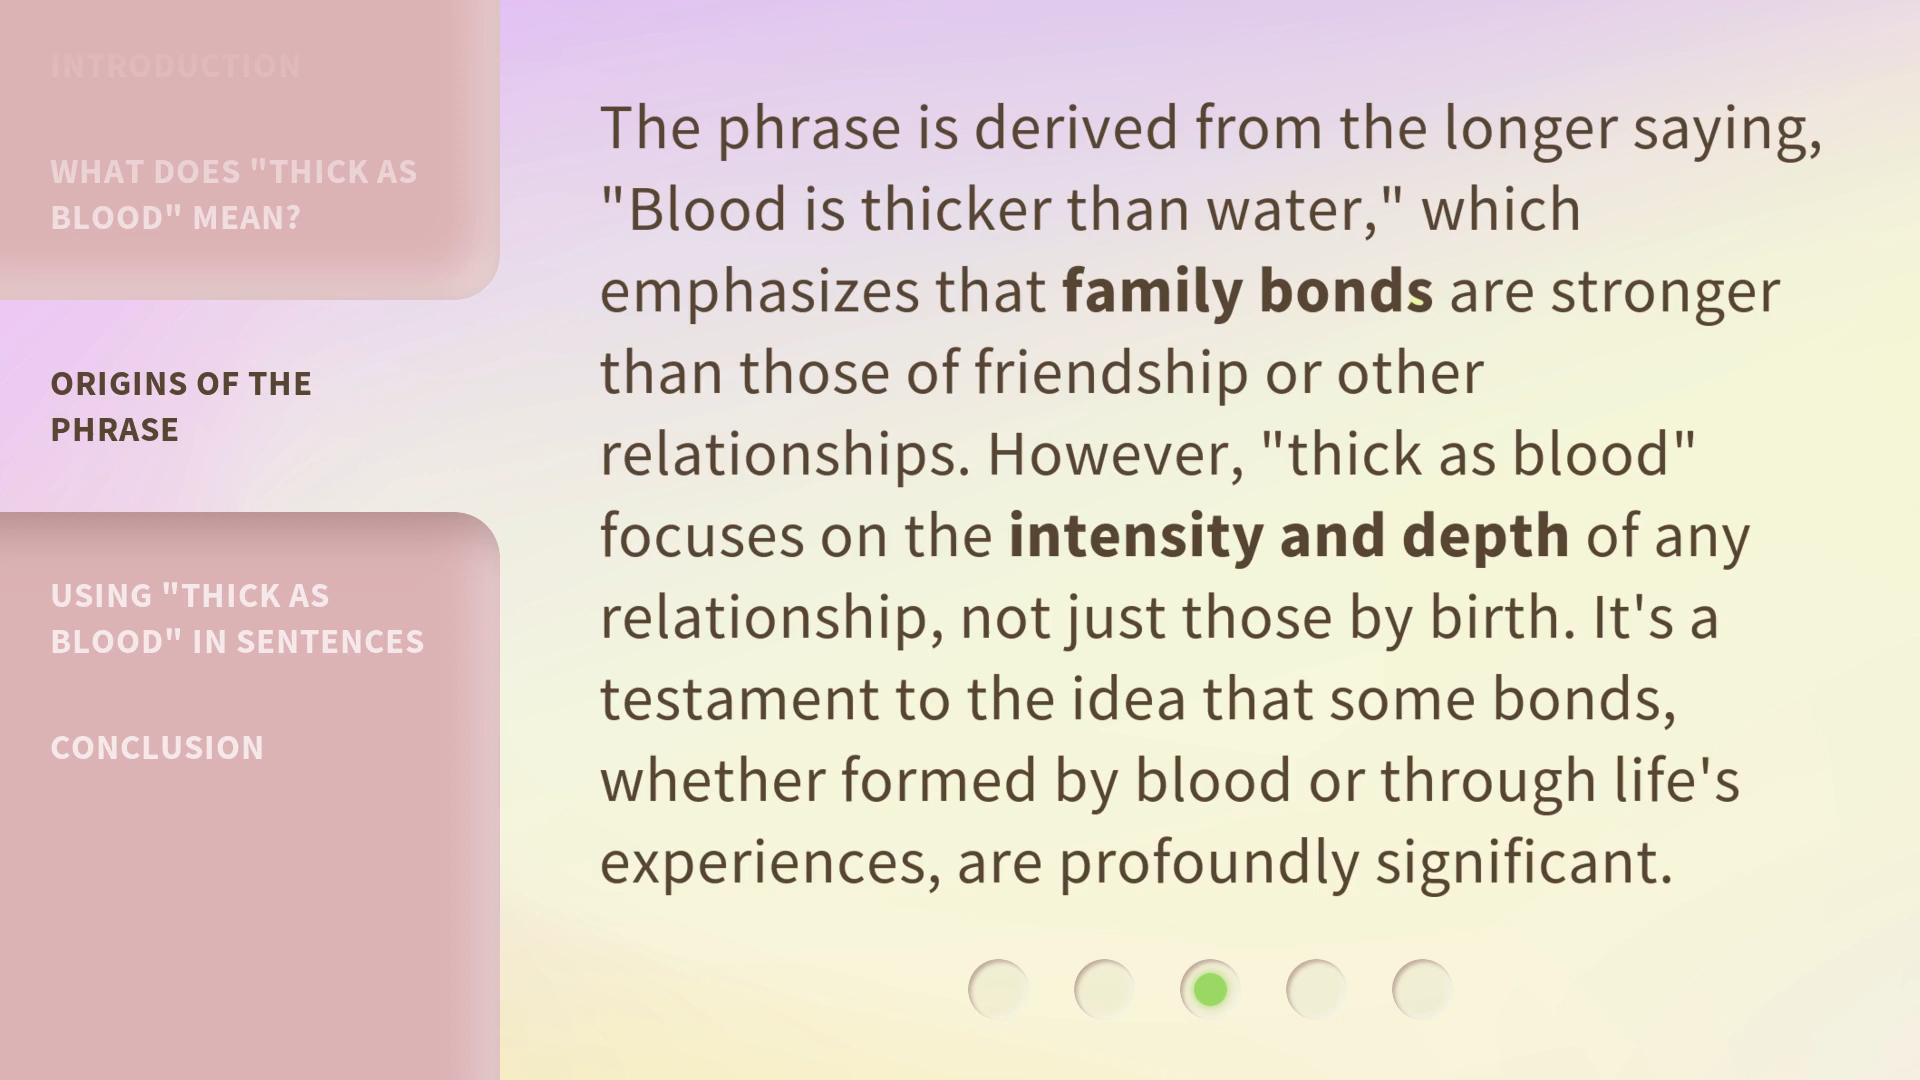 INTRODUCTION
WHAT DOES "THICK AS
BLOOD" MEAN?
ORIGINS OF THE
PHRASE
USING "THICK AS
BLOOD" IN SENTENCES
CONCLUSION
The phrase is derived from the longer saying,
"Blood is thicker than water," which
emphasizes that family bonds are stronger
than those of friendship or other
relationships. However, "thick as blood"
focuses on the intensity and depth of any
relationship, not just those by birth. It's a
testament to the idea that some bonds,
whether formed by blood or through life's
experiences, are profoundly significant.